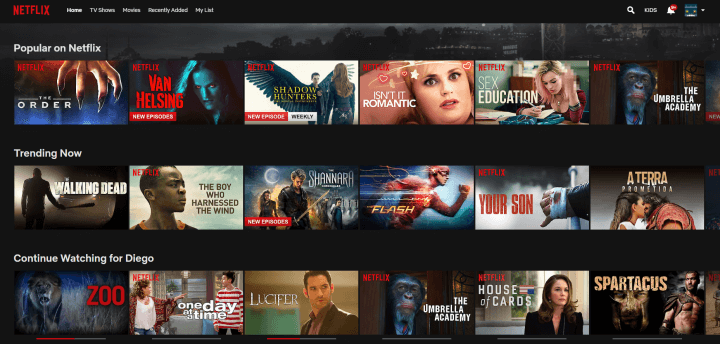 NETFLIX Home TV Shows Movies Recently Added My List KIDS
Popular on Netflix
NETFLIX
THE
ORDER
NETFLIX
VAN
HELSING
NEW EPISODES
NETFLIX
SHADOW
HUNTERS
NEW EPISODE WEEKLY
NETFLIX
ISN'T IT
ROMANTIC
NETFLIX
SEX
EDUCATION
NETFLIX
THE
UMBRELLA
ACADEMY
NEW
Trending Now
THE
WALKING DEAD
NETFLIX
THE BOY
WHO
HARNESSED
THE WIND
NETFLIX
THE
SHANNARA
CHRONICLES
NEW EPISODES
THE
FLASH
NETFLIX
YOUR SON
A TERRA
PROMETIDA
Continue Watching for Diego
ZOO
NETFLIX
one day
at a
time
LUCIFER
NETFLIX
THE
UMBRELLA
ACADEMY
NETFLIX
HOUSE
of CARDS
SPARTACUS